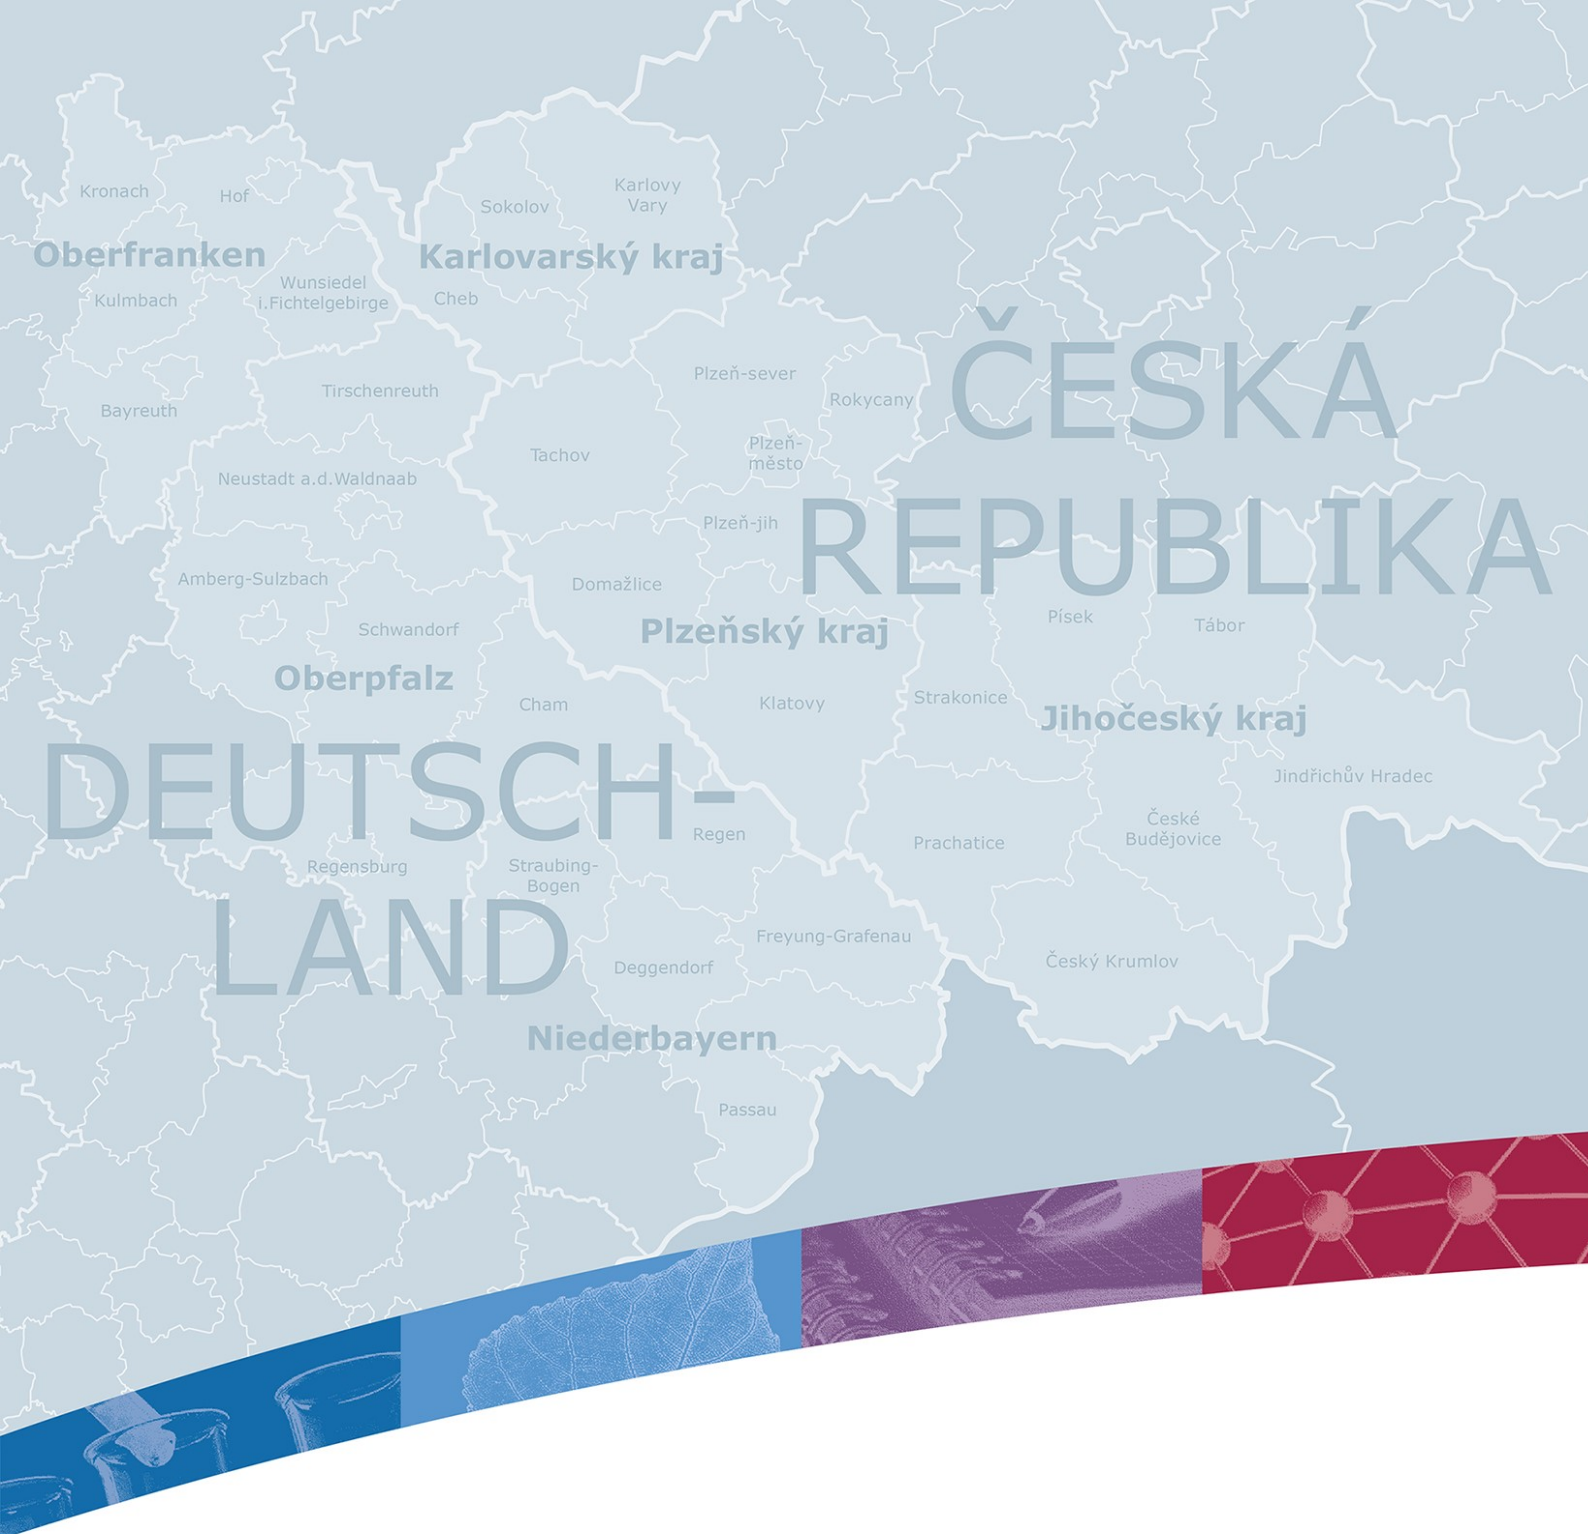 Kronach
Hof
Oberfranken
Kulmbach
Wunsiedel
i.Fichtelgebirge
Bayreuth
Tirschenreuth
Neustadt a.d.Waldnaab
Amberg-Sulzbach
Schwandorf
Oberpfalz
Cham
DEUTSCH-
LAND
Regensburg
Straubing-
Bogen
Regen
Deggendorf
Freyung-Grafenau
Niederbayern
Passau
Sokolov
Karlovy
Vary
Karlovarský kraj
Cheb
Plzeň-sever
Rokycany
Tachov
Plzeň-
město
Plzeň-jih
Domažlice
Plzeňský kraj
Klatovy
ČESKÁ
REPUBLIKA
Písek
Tábor
Strakonice
Jihočeský kraj
Jindřichův Hradec
České
Budějovice
Prachatice
Český Krumlov